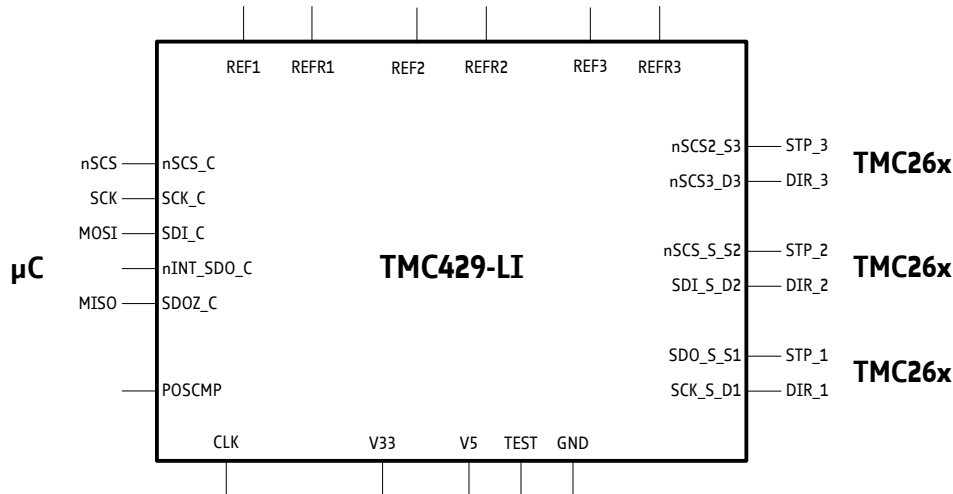 REF1 REFR1 REF2 REFR2 REF3 REFR3
nSCS2_S3 STP_3
TMC26x
nSCS nSCS_C
nSCS3_D3 DIR_3
SCK SCK_C
MOSI SDI_C
nSCS_S_S2 STP_2
µC nINT_SDO_C TMC429-LI TMC26x
SDI_S_D2 DIR_2
MISO SDOZ_C
SDO_S_S1 STP_1
TMC26x
POSCMP SCK_S_D1 DIR_1
CLK V33 V5 TEST GND